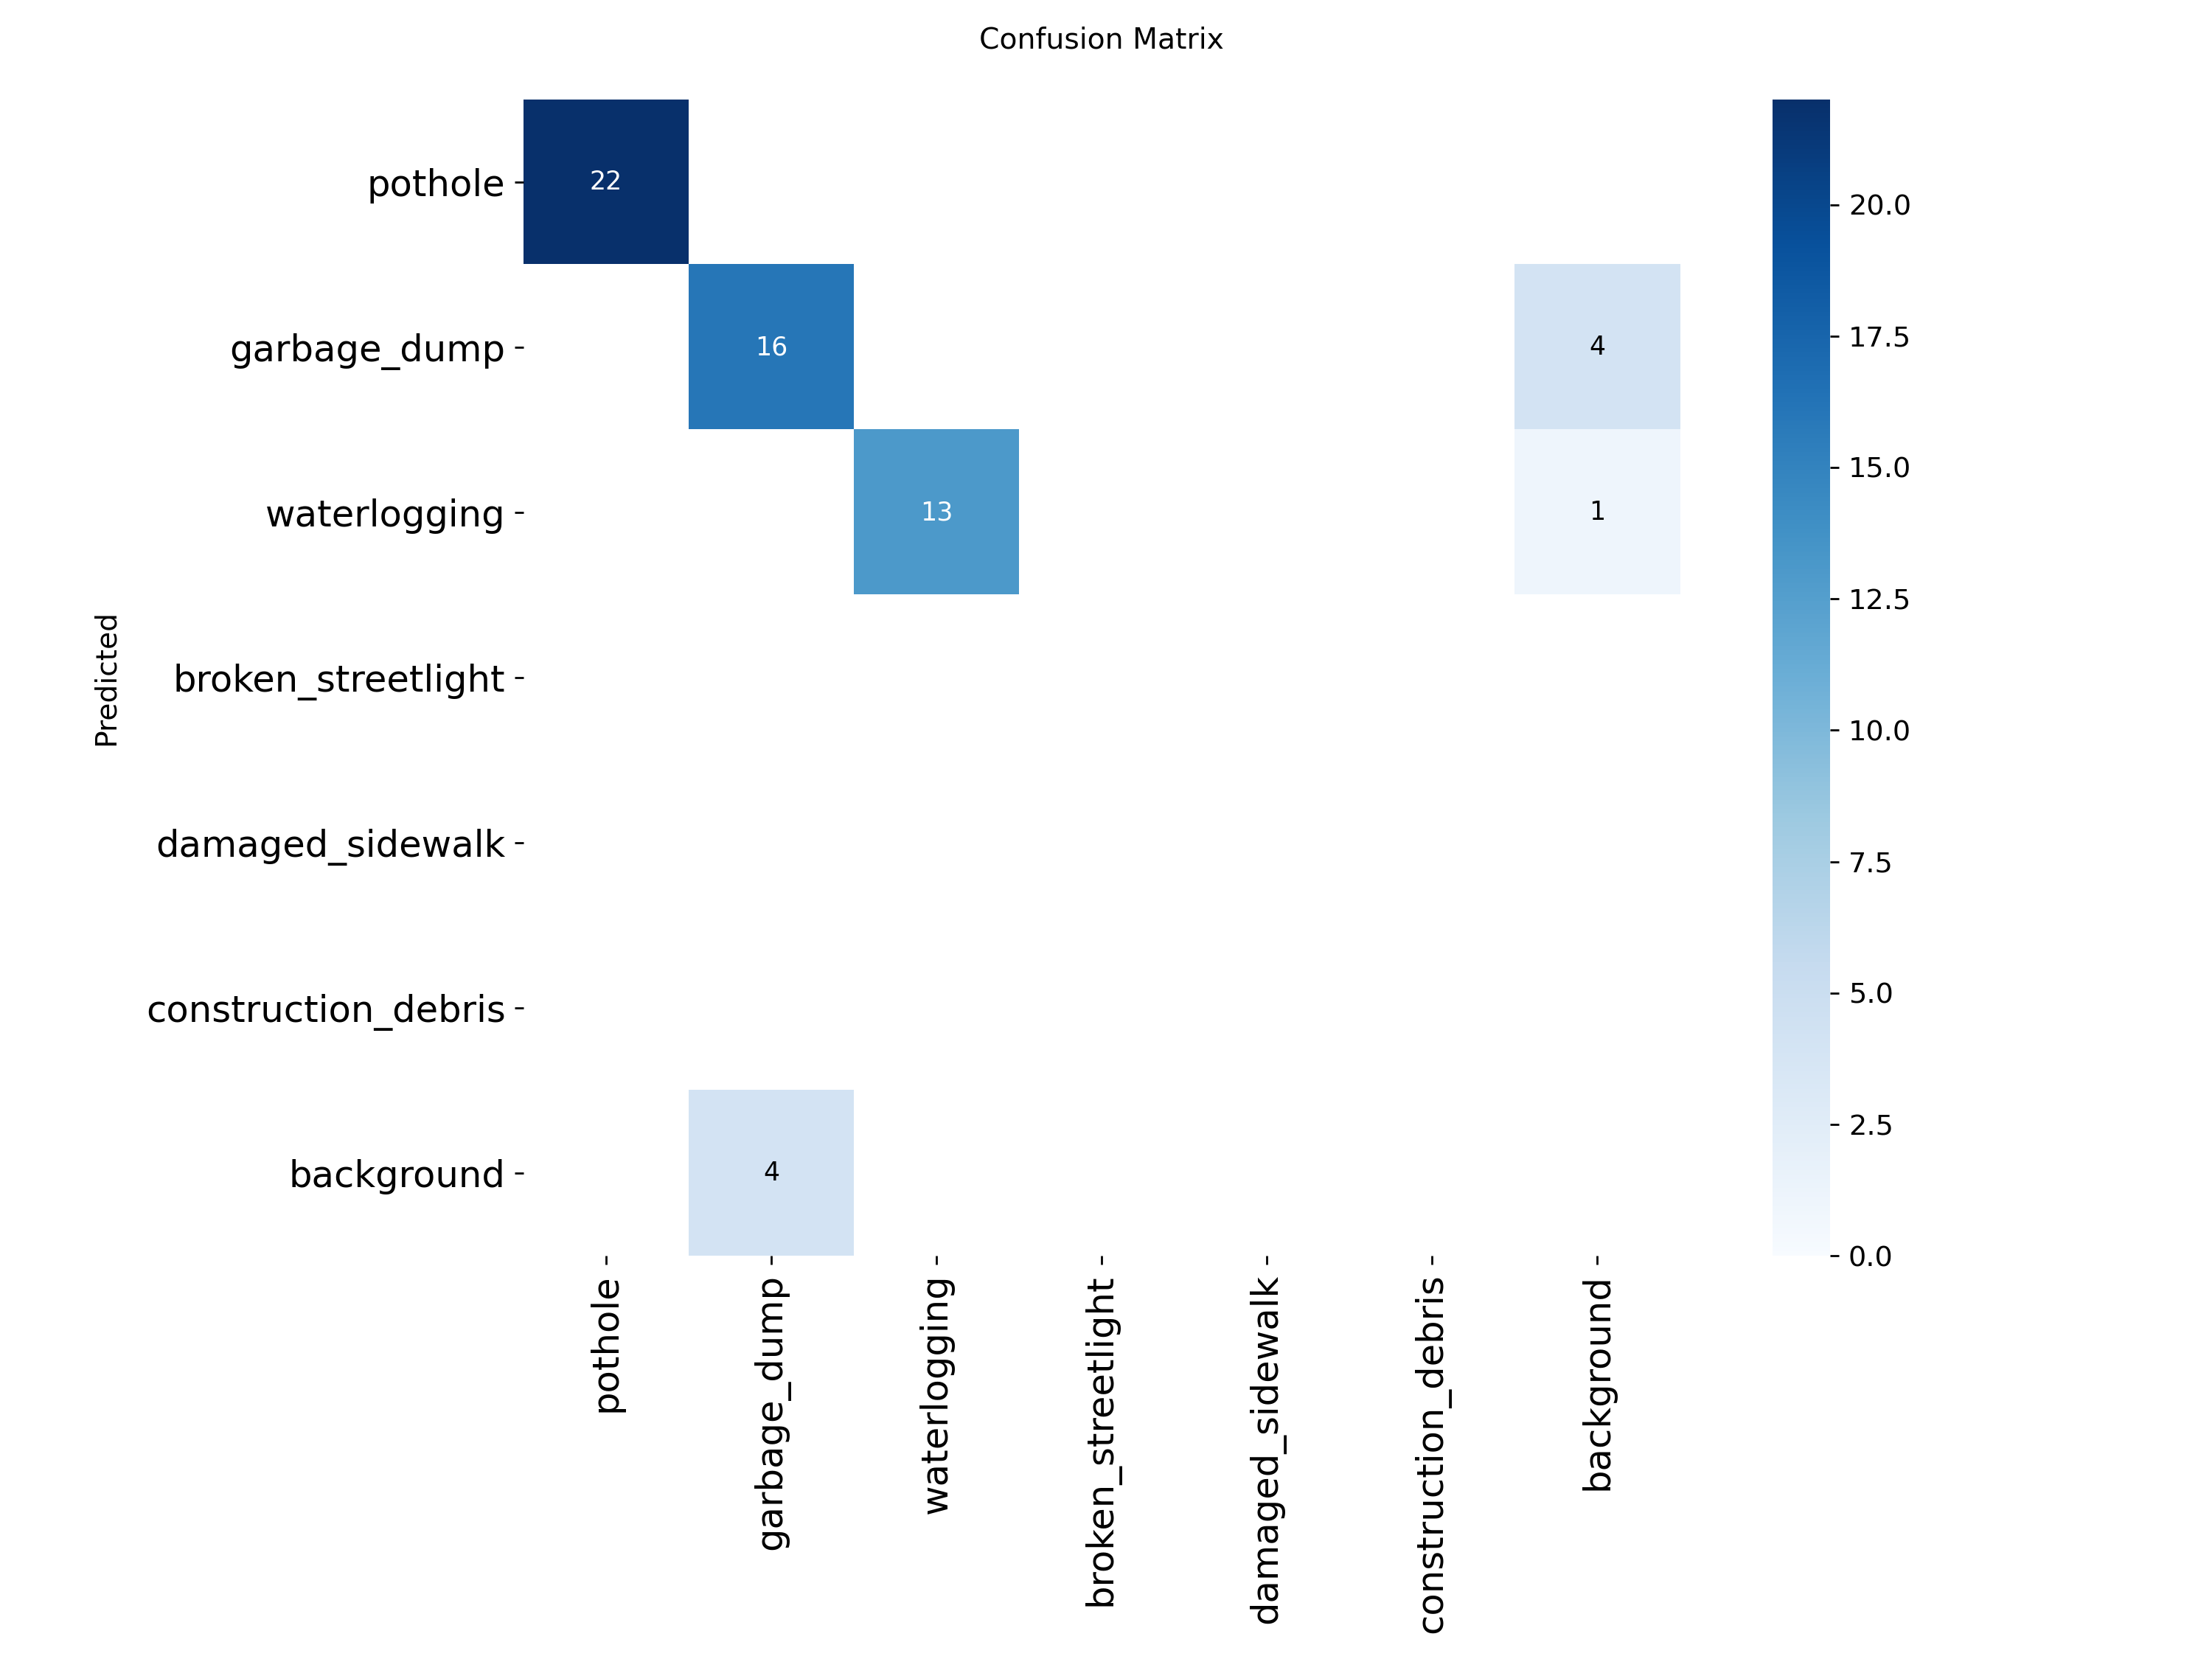 Confusion Matrix
pothole
22
20.0
garbage_dump
16
4
17.5
15.0
waterlogging
13
1
12.5
Predicted
broken_streetlight
10.0
damaged_sidewalk
7.5
construction_debris
5.0
background
4
2.5
0.0
pothole
garbage_dump
waterlogging
broken_streetlight
damaged_sidewalk
construction_debris
background